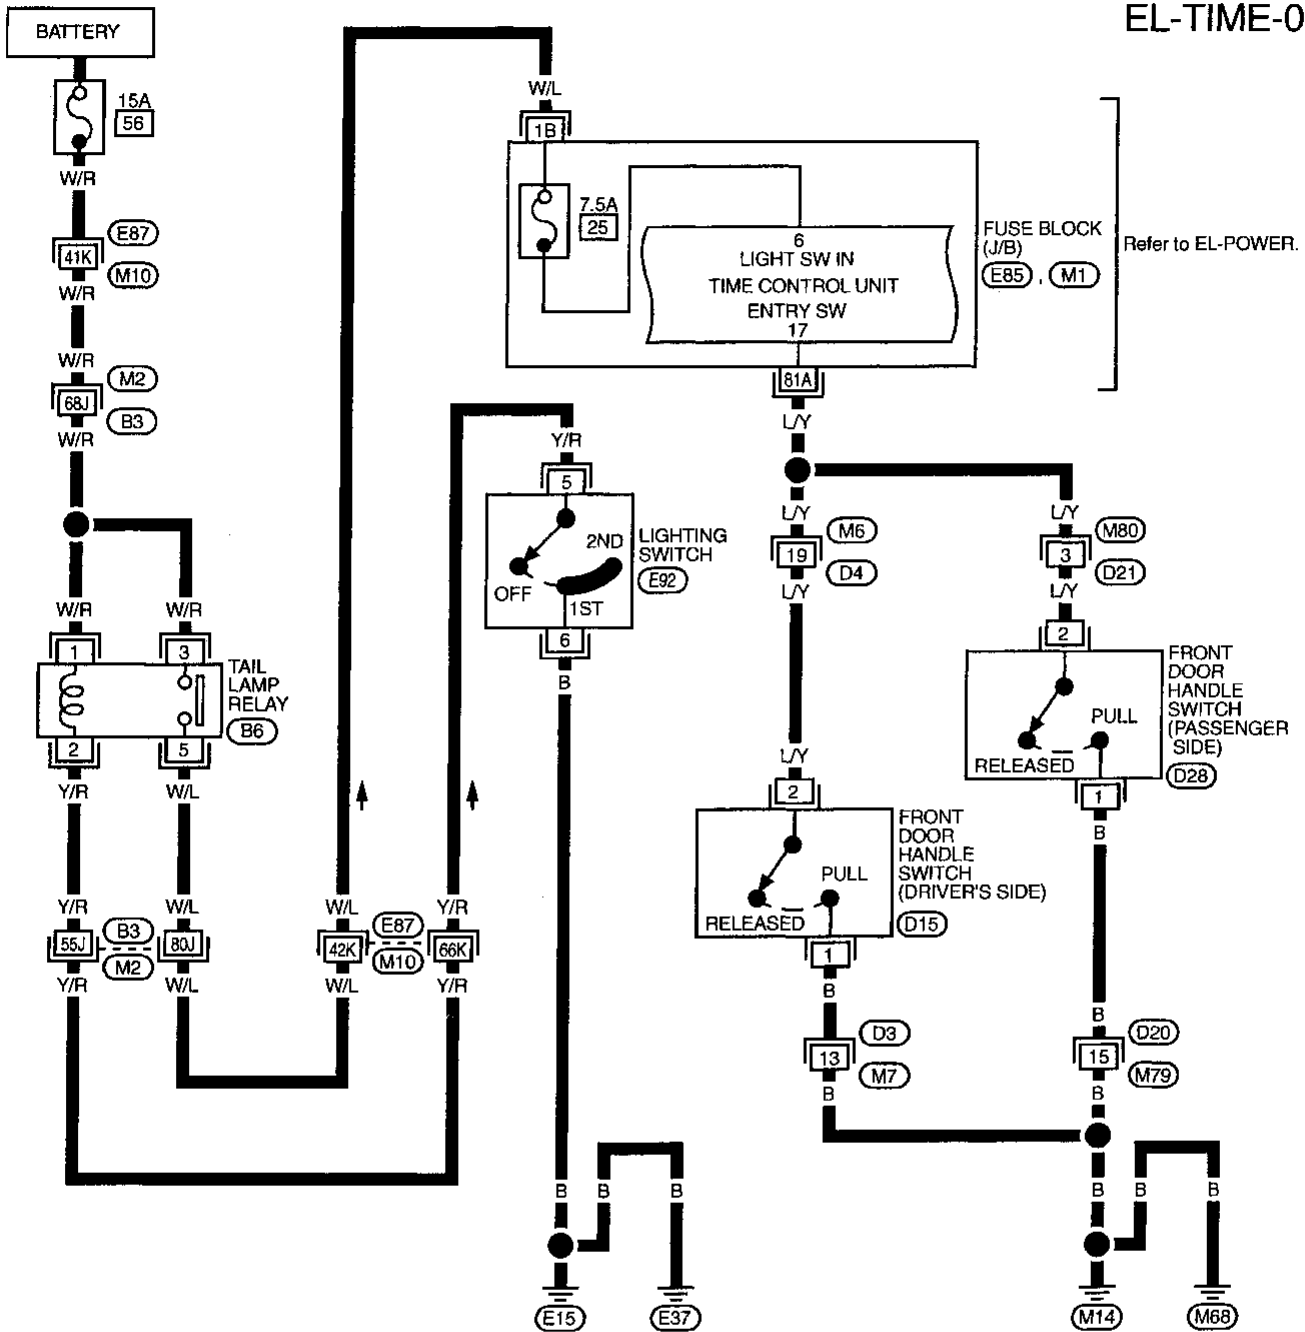 EL-TIME-0
BATTERY
15A
56
W/R
E87
41K
M10
W/R
W/R
M2
68J
B3
W/R
W/R
W/R
1
3
TAIL
LAMP
RELAY
B6
2
5
Y/R
W/L
Y/R
W/L
55J
B3
80J
M2
Y/R
W/L
W/L
Y/R
42K
E87
66K
M10
W/L
Y/R
W/L
1B
7.5A
25
6
LIGHT SW IN
TIME CONTROL UNIT
ENTRY SW
17
81A
FUSE BLOCK
(J/B)
E85 , M1
Refer to EL-POWER.
Y/R
5
2ND
OFF
1ST
LIGHTING
SWITCH
E92
6
B
B
B
B
E15
E37
L/Y
L/Y
M6
19
D4
L/Y
L/Y
2
PULL
RELEASED
FRONT
DOOR
HANDLE
SWITCH
(DRIVER'S SIDE)
D15
1
B
D3
13
M7
B
L/Y
M80
3
D21
L/Y
2
PULL
RELEASED
FRONT
DOOR
HANDLE
SWITCH
(PASSENGER
SIDE)
D28
1
B
B
D20
15
M79
B
B
B
B
M14
M68